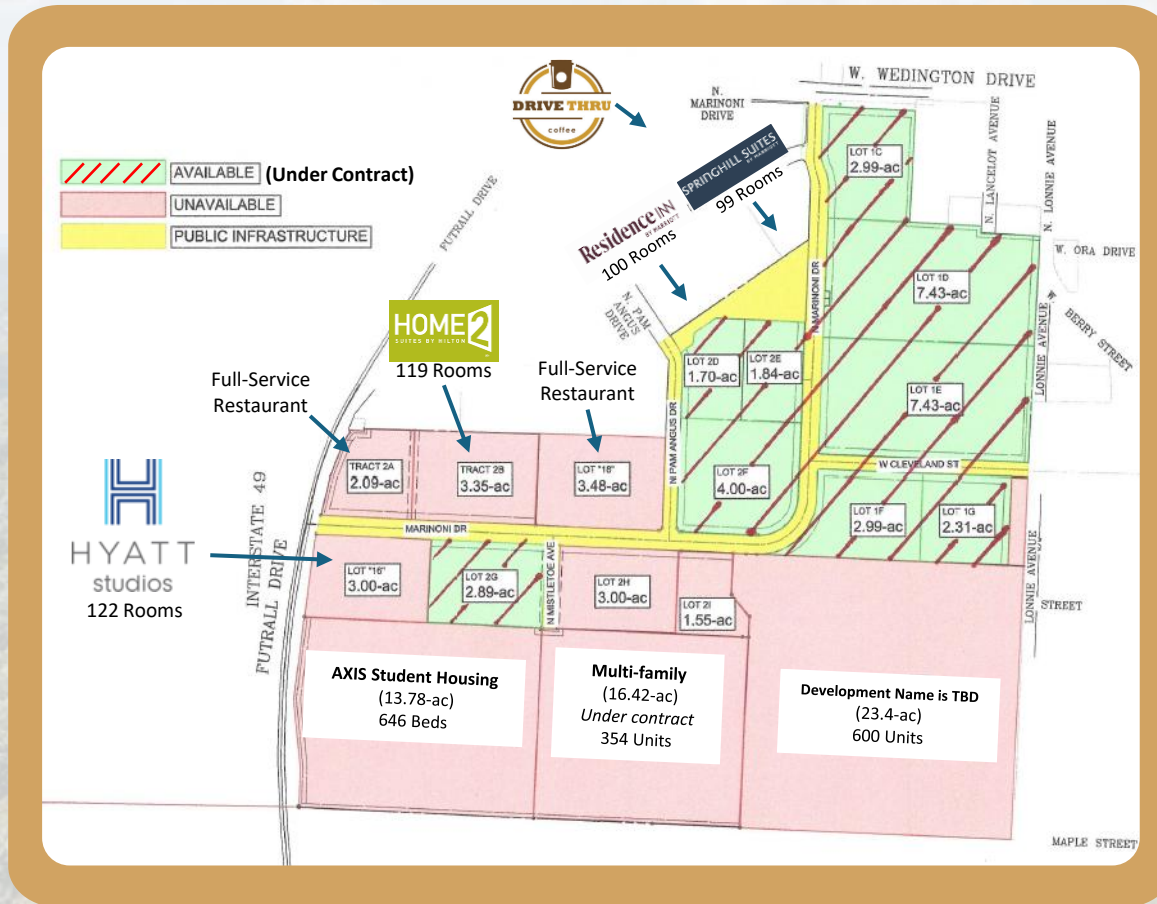 W. WEDINGTON DRIVE
N.
MARINONI
DRIVE
DRIVE THRU
coffee
N. LANCELOT AVENUE
N. LONNIE AVENUE
AVAILABLE (Under Contract)
UNAVAILABLE
PUBLIC INFRASTRUCTURE
FUTRALL DRIVE
SPRINGHILL SUITES
BY MARRIOTT
99 Rooms
Residence INN
BY MARRIOTT
100 Rooms
LOT 1C
2.99-ac
W. ORA DRIVE
LOT 1D
7.43-ac
W BERRY STREET
N. PAM
ANGUS
DRIVE
N MARINONI DR
HOME2
SUITES BY HILTON
119 Rooms
Full-Service
Restaurant
Full-Service
Restaurant
LOT 2D
1.70-ac
LOT 2E
1.84-ac
LONNIE AVENUE
LOT 1E
7.43-ac
N PAM ANGUS DR
TRACT 2A
2.09-ac
TRACT 2B
3.35-ac
LOT "18"
3.48-ac
LOT 2F
4.00-ac
W CLEVELAND ST
LOT 1F
2.99-ac
LOT 1G
2.31-ac
HYATT
studios
122 Rooms
INTERSTATE 49
FUTRALL DRIVE
MARINONI DR
LOT "16"
3.00-ac
LOT 2G
2.89-ac
N MISTLETOE AVE
LOT 2H
3.00-ac
LOT 2I
1.55-ac
LONNIE AVENUE
STREET
AXIS Student Housing
(13.78-ac)
646 Beds
Multi-family
(16.42-ac)
Under contract
354 Units
Development Name is TBD
(23.4-ac)
600 Units
MAPLE STREET